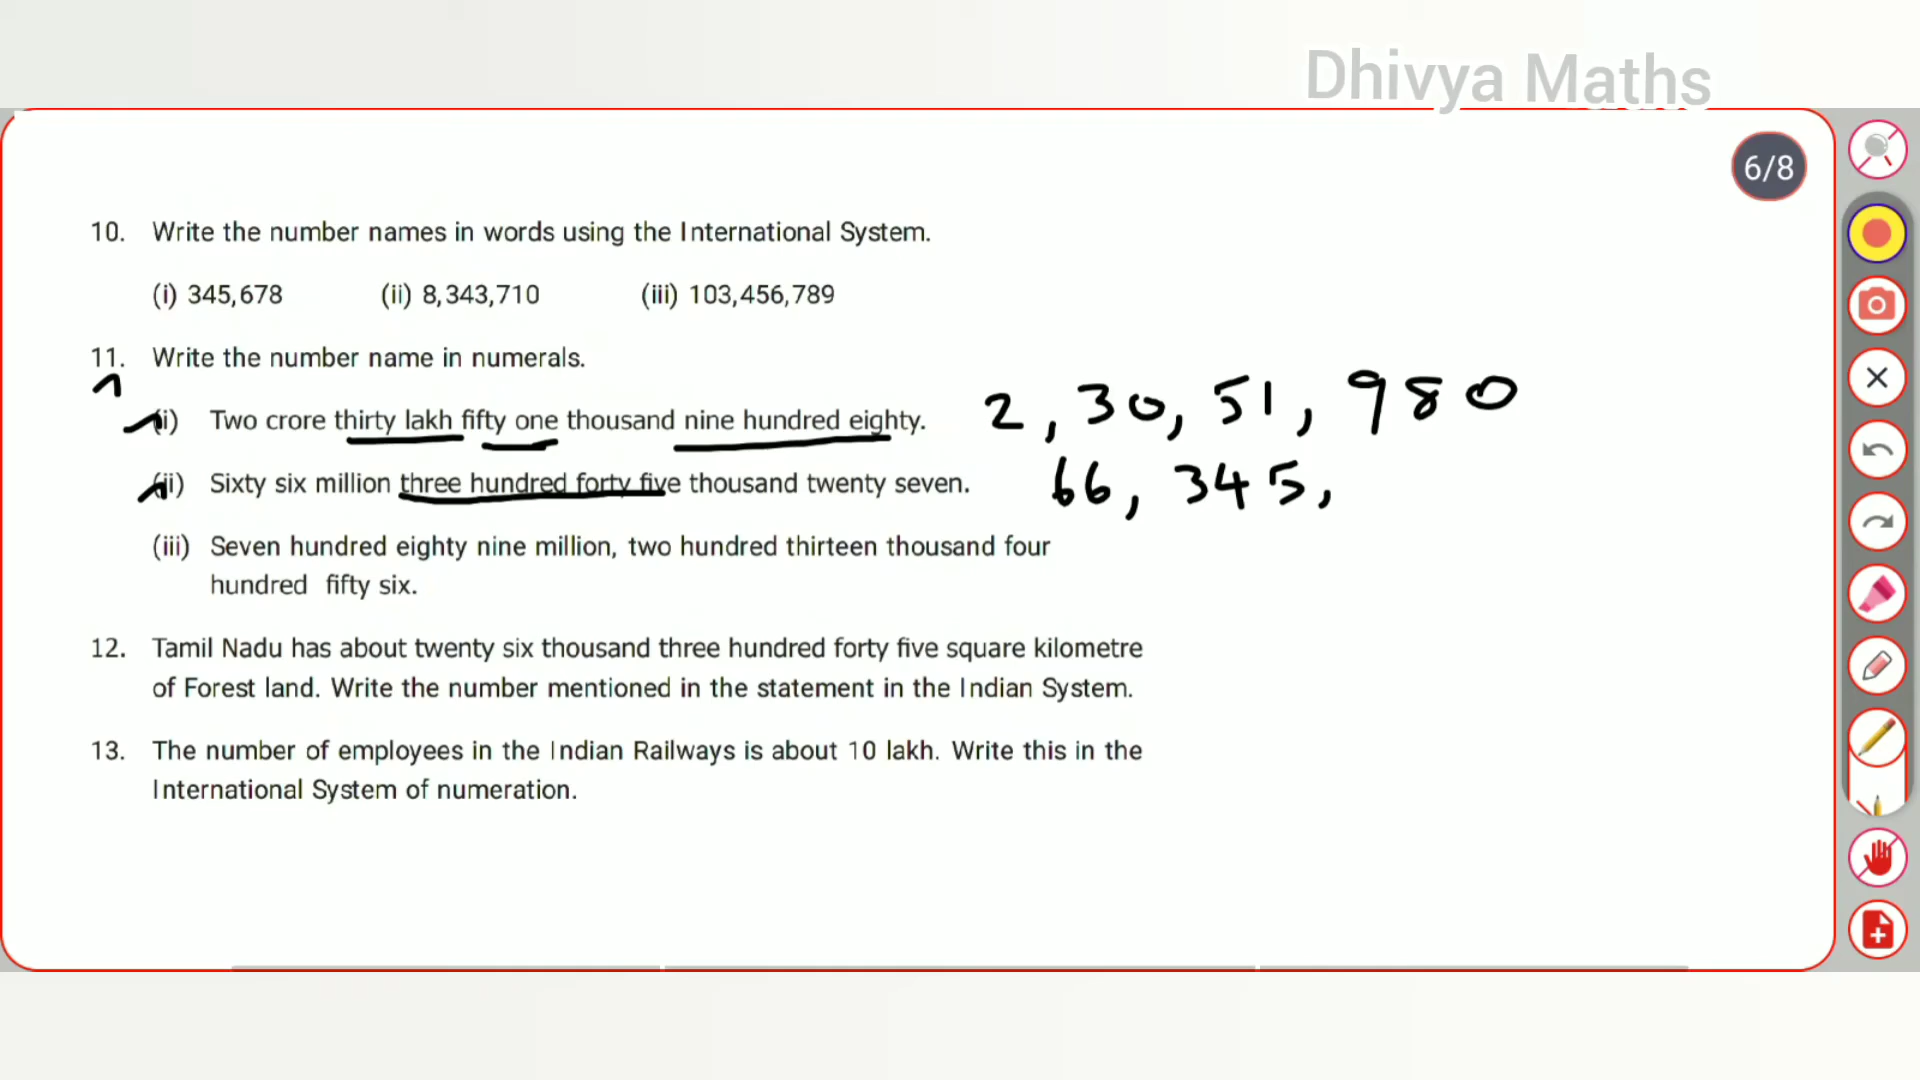 Dhivya Maths
6/8
10. Write the number names in words using the International System.
(i) 345,678 (ii) 8,343,710 (iii) 103,456,789
11. Write the number name in numerals.
(i) Two crore thirty lakh fifty one thousand nine hundred eighty. 2, 30, 51, 980
(ii) Sixty six million three hundred forty five thousand twenty seven. 66, 345,
(iii) Seven hundred eighty nine million, two hundred thirteen thousand four
hundred fifty six.
12. Tamil Nadu has about twenty six thousand three hundred forty five square kilometre
of Forest land. Write the number mentioned in the statement in the Indian System.
13. The number of employees in the Indian Railways is about 10 lakh. Write this in the
International System of numeration.